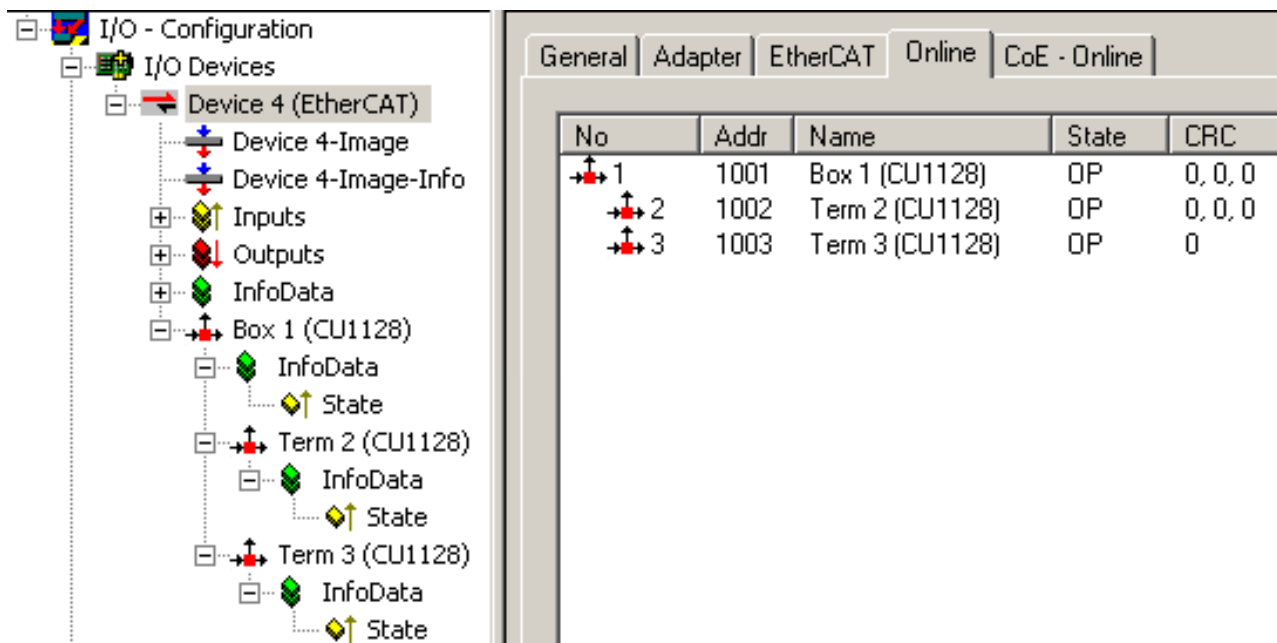 I/O - Configuration
I/O Devices
Device 4 (EtherCAT)
Device 4-Image
Device 4-Image-Info
Inputs
Outputs
InfoData
Box 1 (CU1128)
InfoData
State
Term 2 (CU1128)
InfoData
State
Term 3 (CU1128)
InfoData
State
General Adapter EtherCAT Online CoE - Online
No Addr Name State CRC
1 1001 Box 1 (CU1128) OP 0, 0, 0
2 1002 Term 2 (CU1128) OP 0, 0, 0
3 1003 Term 3 (CU1128) OP 0